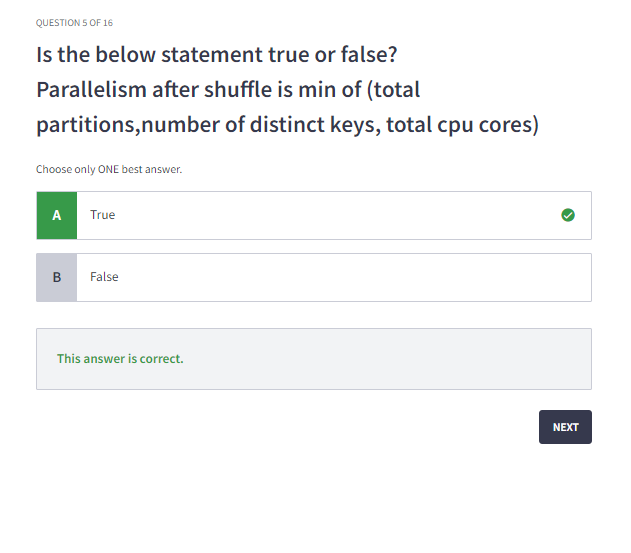 QUESTION 5 OF 16
Is the below statement true or false?
Parallelism after shuffle is min of (total
partitions,number of distinct keys, total cpu cores)
Choose only ONE best answer.
A True
B False
This answer is correct.
NEXT